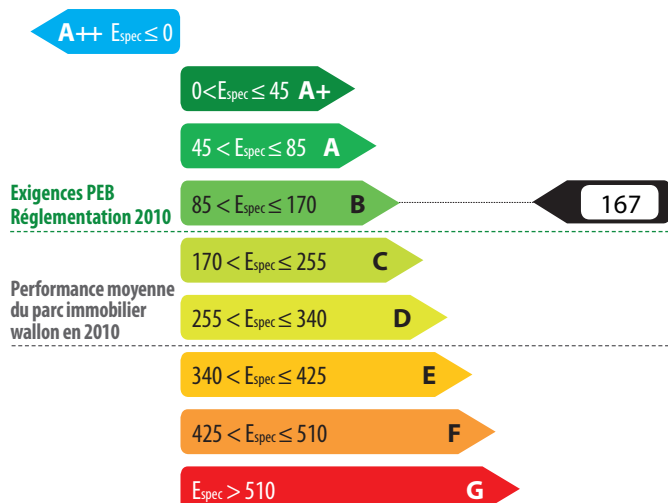 A++ Espec ≤ 0
0<Espec ≤ 45 A+
45 < Espec ≤ 85 A
Exigences PEB
Réglementation 2010
85 < Espec ≤ 170 B
167
170 < Espec ≤ 255 C
Performance moyenne
du parc immobilier
wallon en 2010
255 < Espec ≤ 340 D
340 < Espec ≤ 425 E
425 < Espec ≤ 510 F
Espec > 510 G